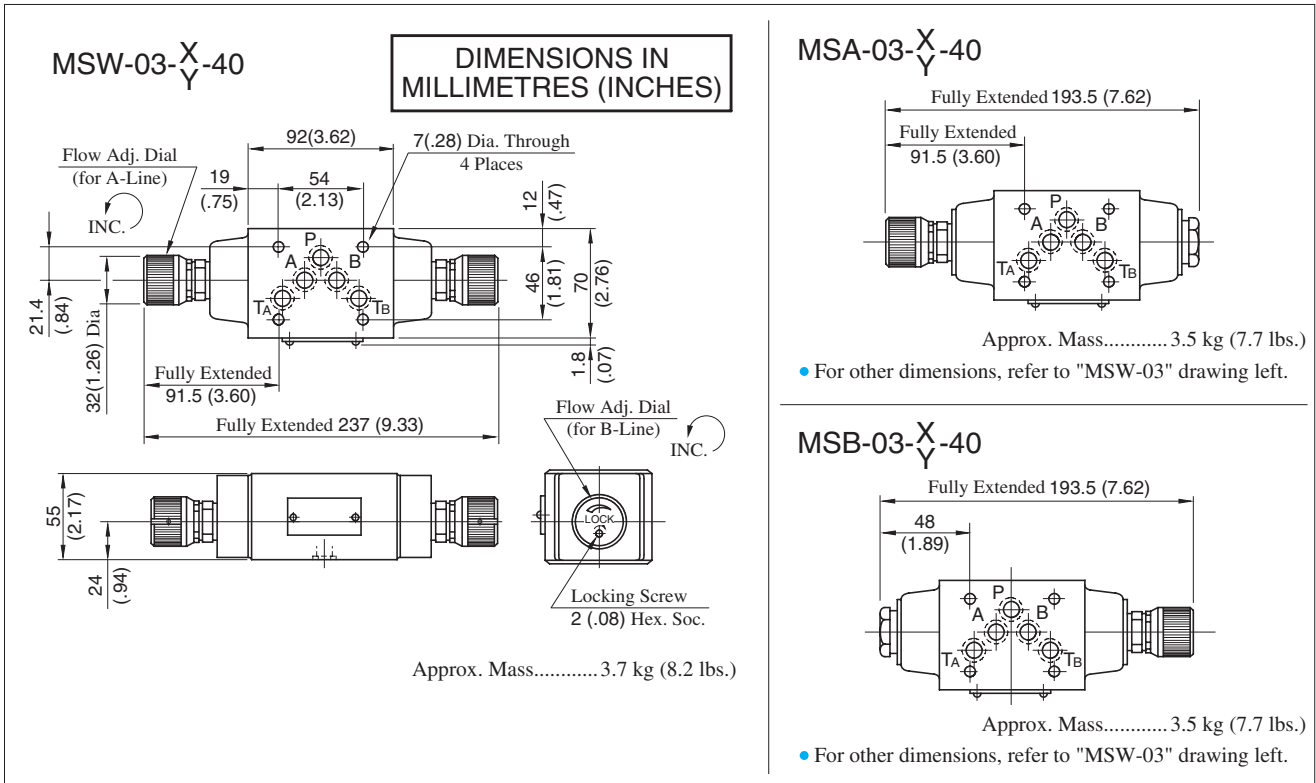 MSW-03-X/Y-40
DIMENSIONS IN
MILLIMETRES (INCHES)
92(3.62)
7(.28) Dia. Through
4 Places
Flow Adj. Dial
(for A-Line)
INC.
19
(.75)
54
(2.13)
12
(.47)
P
A
B
TA
TB
21.4
(.84)
32(1.26) Dia
46
(1.81)
70
(2.76)
1.8
(.07)
Fully Extended
91.5 (3.60)
Fully Extended 237 (9.33)
Flow Adj. Dial
(for B-Line)
INC.
55
(2.17)
24
(.94)
LOCK
Locking Screw
2 (.08) Hex. Soc.
Approx. Mass............ 3.7 kg (8.2 lbs.)
MSA-03-X/Y-40
Fully Extended 193.5 (7.62)
Fully Extended
91.5 (3.60)
P
A
B
TA
TB
Approx. Mass............ 3.5 kg (7.7 lbs.)
• For other dimensions, refer to "MSW-03" drawing left.
MSB-03-X/Y-40
Fully Extended 193.5 (7.62)
48
(1.89)
P
A
B
TA
TB
Approx. Mass............ 3.5 kg (7.7 lbs.)
• For other dimensions, refer to "MSW-03" drawing left.